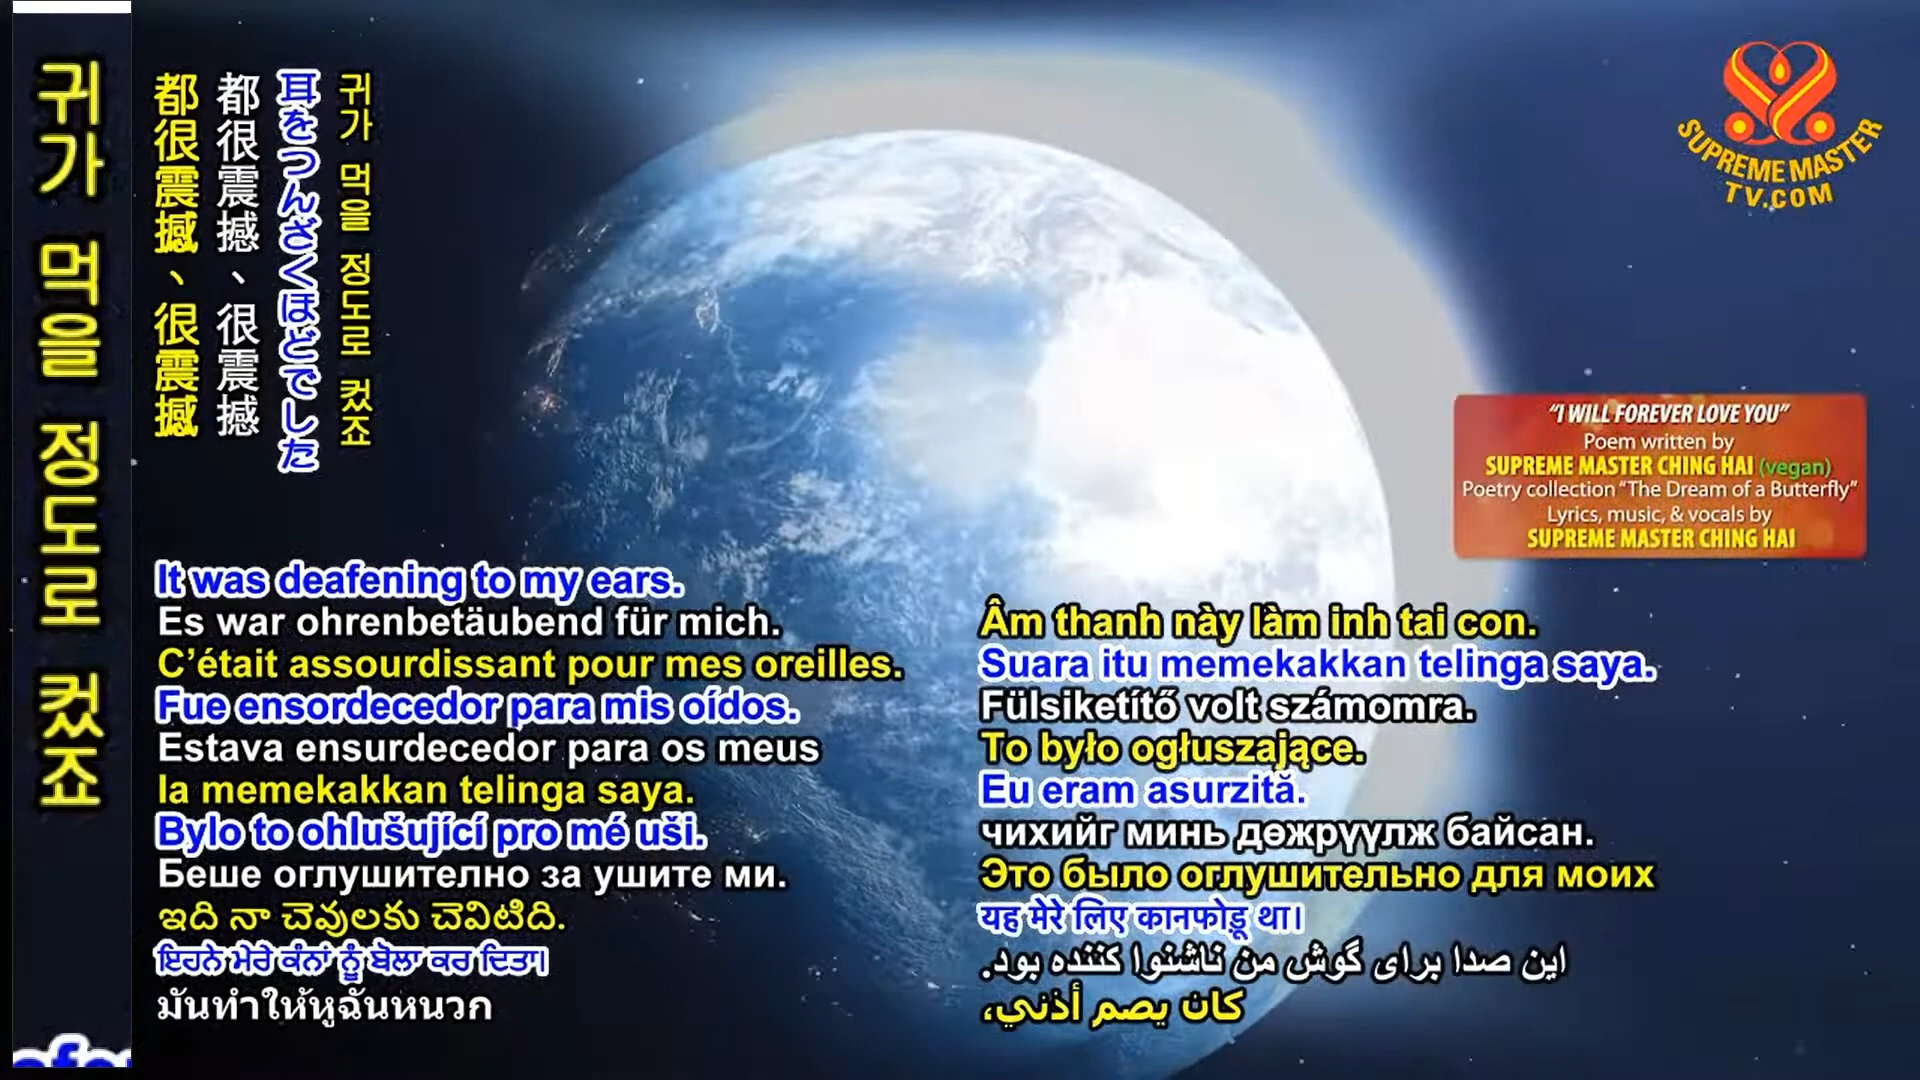 귀가 먹을 정도로 컸죠
都很震撼、很震撼
都很震撼、很震撼
耳をつんざくほどでした
귀가 먹을 정도로 컸죠
SUPREME MASTER
TV.COM
“I WILL FOREVER LOVE YOU”
Poem written by
SUPREME MASTER CHING HAI (vegan)
Poetry collection “The Dream of a Butterfly”
Lyrics, music, & vocals by
SUPREME MASTER CHING HAI
It was deafening to my ears.
Es war ohrenbetäubend für mich.
C’était assourdissant pour mes oreilles.
Fue ensordecedor para mis oídos.
Estava ensurdecedor para os meus
Ia memekakkan telinga saya.
Bylo to ohlušující pro mé uši.
Беше оглушително за ушите ми.
ఇది నా చెవులకు చెవిటిది.
ਇਹਨੇ ਮੇਰੇ ਕੰਨਾਂ ਨੂੰ ਬੋਲਾ ਕਰ ਦਿਤਾ।
มันทำให้หูฉันหนวก
Âm thanh này làm inh tai con.
Suara itu memekakkan telinga saya.
Fülsiketítő volt számomra.
To było ogłuszające.
Eu eram asurzită.
чихийг минь дөжрүүлж байсан.
Это было оглушительно для моих
यह मेरे लिए कानफोड़ू था।
این صدا برای گوش من ناشنوا کننده بود.
كان يصم أذني،